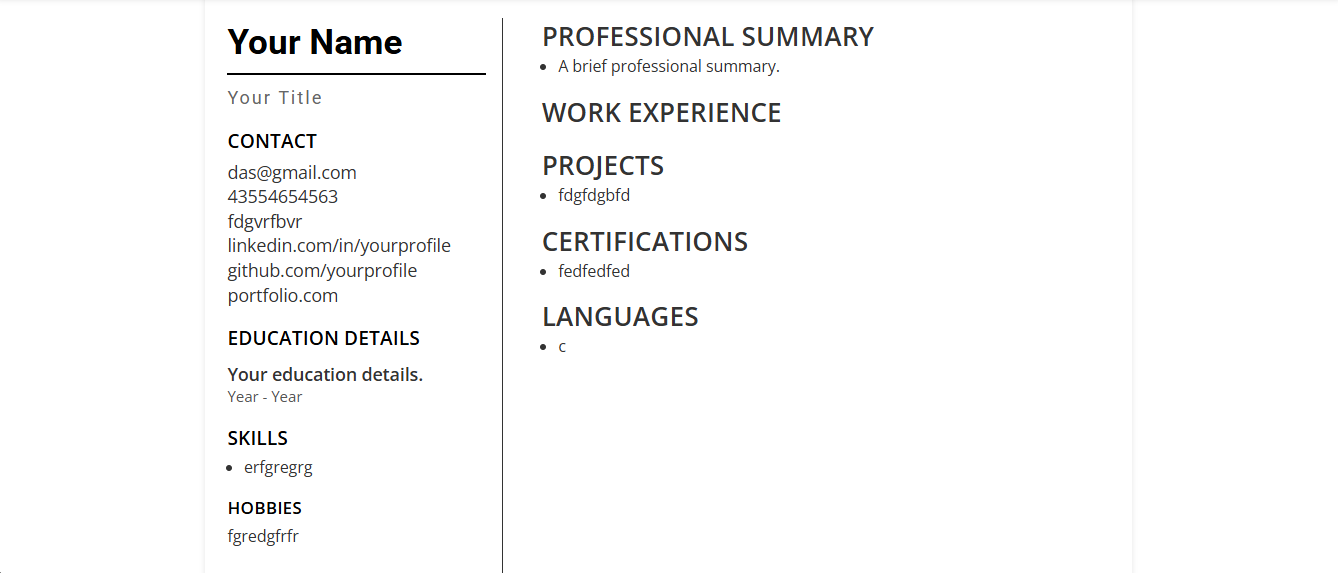 Your Name
Your Title
CONTACT
das@gmail.com
43554654563
fdgvrfbvr
linkedin.com/in/yourprofile
github.com/yourprofile
portfolio.com
EDUCATION DETAILS
Your education details.
Year - Year
SKILLS
• erfgregrg
HOBBIES
fgredgfrfr
PROFESSIONAL SUMMARY
• A brief professional summary.
WORK EXPERIENCE
PROJECTS
• fdgfdgbfd
CERTIFICATIONS
• fedfedfed
LANGUAGES
• c